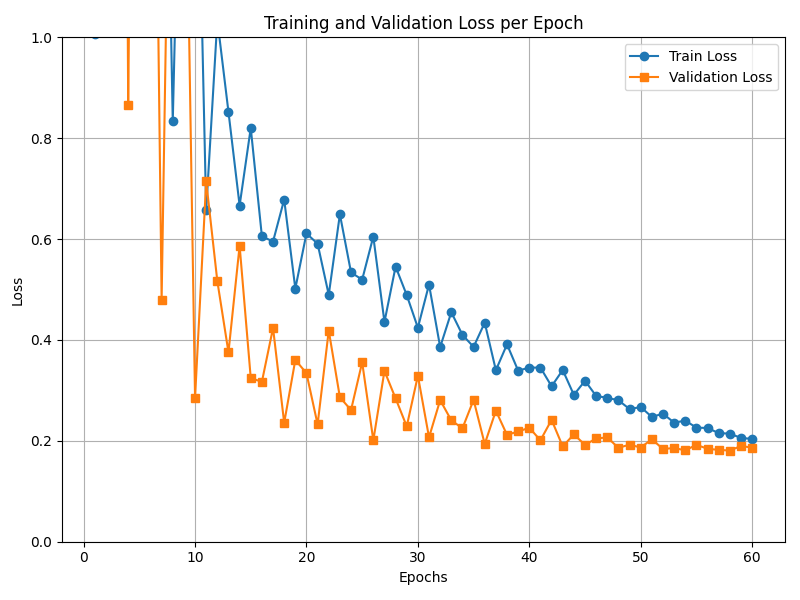 Training and Validation Loss per Epoch
Train Loss
Validation Loss
Loss
1.0
0.8
0.6
0.4
0.2
0.0
0 10 20 30 40 50 60
Epochs